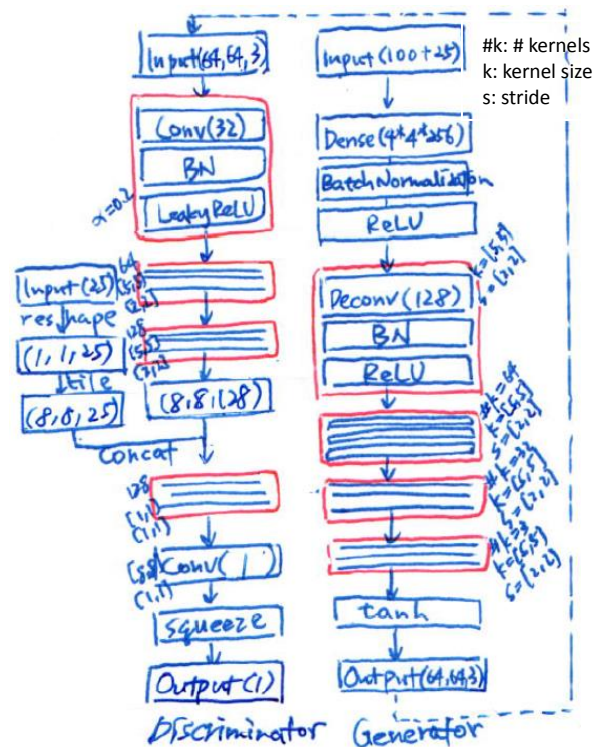 Input(64,64,3)
Conv(32)
BN
LeakyReLU
α=0.2
64
(5,5)
(2,2)
Input(25)
reshape
(1,1,25)
tile
(8,8,25)
128
(5,5)
(2,2)
(8,8,128)
concat
128
(1,1)
(1,1)
(8,8)
(1,1)
Conv(1)
squeeze
Output(1)
Discriminator
Input(100+25)
#k: # kernels
k: kernel size
s: stride
Dense(4*4*256)
BatchNormalization
ReLU
k=(5,5)
s=(2,2)
Deconv(128)
BN
ReLU
#k=64
k=(5,5)
s=(2,2)
#k=32
k=(5,5)
s=(2,2)
#k=3
k=(5,5)
s=(2,2)
tanh
Output(64,64,3)
Generator